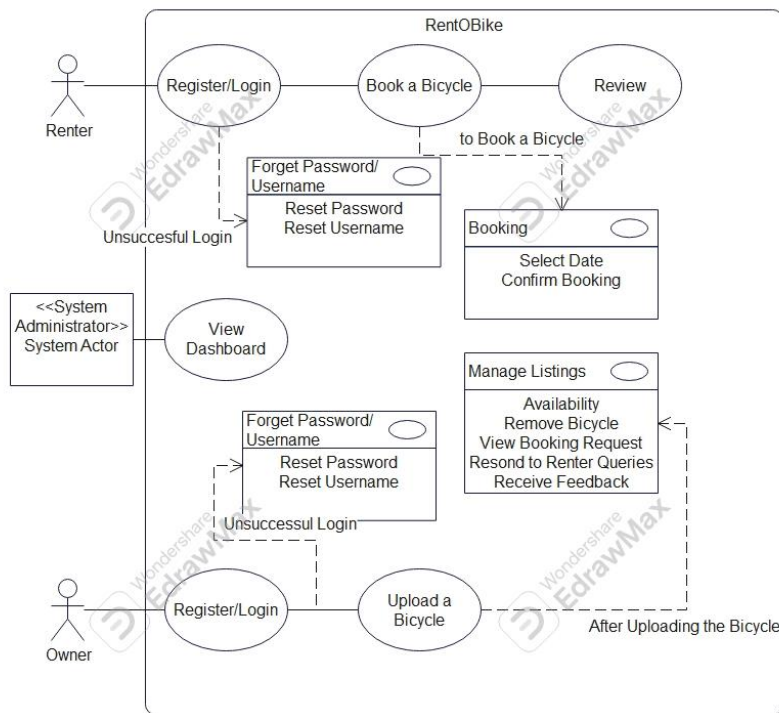 RentOBike
Register/Login
Book a Bicycle
Review
Renter
to Book a Bicycle
Forget Password/
Username
Reset Password
Reset Username
Unsuccesful Login
Booking
Select Date
Confirm Booking
<<System
Administrator>>
System Actor
View
Dashboard
Manage Listings
Availability
Remove Bicycle
View Booking Request
Resond to Renter Queries
Receive Feedback
Forget Password/
Username
Reset Password
Reset Username
Unsuccessul Login
Register/Login
Upload a
Bicycle
After Uploading the Bicycle
Owner
Wondershare
EdrawMax
Wondershare
EdrawMax
Wondershare
EdrawMax
Wondershare
EdrawMax